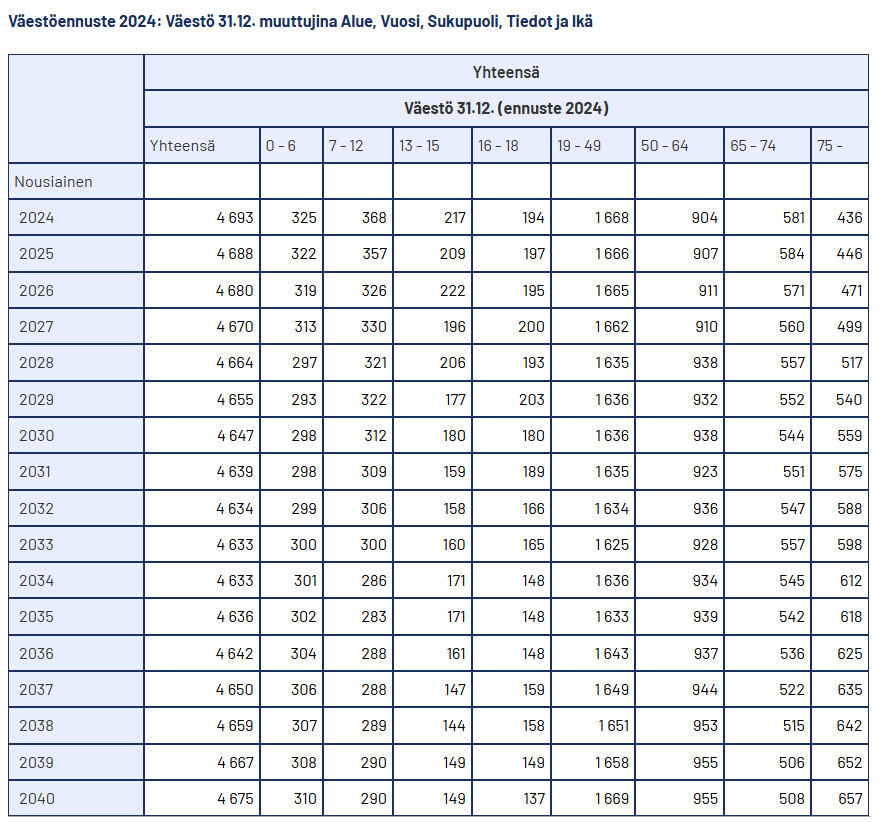 Väestöennuste 2024: Väestö 31.12. muuttujina Alue, Vuosi, Sukupuoli, Tiedot ja Ikä
Yhteensä
Väestö 31.12. (ennuste 2024)
Yhteensä 0 - 6 7 - 12 13 - 15 16 - 18 19 - 49 50 - 64 65 - 74 75 -
Nousiainen
2024 4 693 325 368 217 194 1 668 904 581 436
2025 4 688 322 357 209 197 1 666 907 584 446
2026 4 680 319 326 222 195 1 665 911 571 471
2027 4 670 313 330 196 200 1 662 910 560 499
2028 4 664 297 321 206 193 1 635 938 557 517
2029 4 655 293 322 177 203 1 636 932 552 540
2030 4 647 298 312 180 180 1 636 938 544 559
2031 4 639 298 309 159 189 1 635 923 551 575
2032 4 634 299 306 158 166 1 634 936 547 588
2033 4 633 300 300 160 165 1 625 928 557 598
2034 4 633 301 286 171 148 1 636 934 545 612
2035 4 636 302 283 171 148 1 633 939 542 618
2036 4 642 304 288 161 148 1 643 937 536 625
2037 4 650 306 288 147 159 1 649 944 522 635
2038 4 659 307 289 144 158 1 651 953 515 642
2039 4 667 308 290 149 149 1 658 955 506 652
2040 4 675 310 290 149 137 1 669 955 508 657